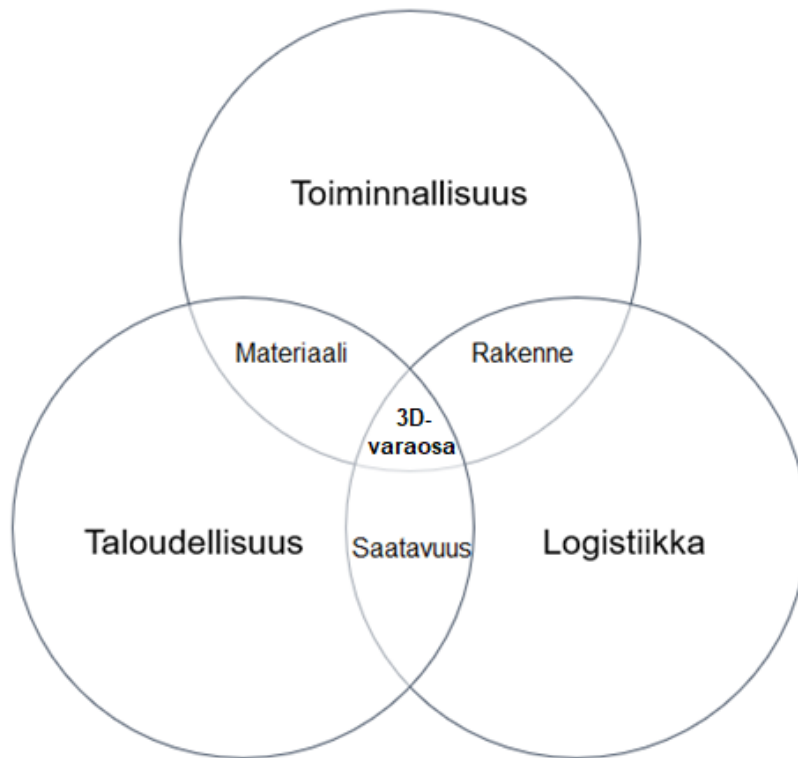 Toiminnallisuus
Materiaali
Rakenne
3D-
varaosa
Taloudellisuus
Saatavuus
Logistiikka